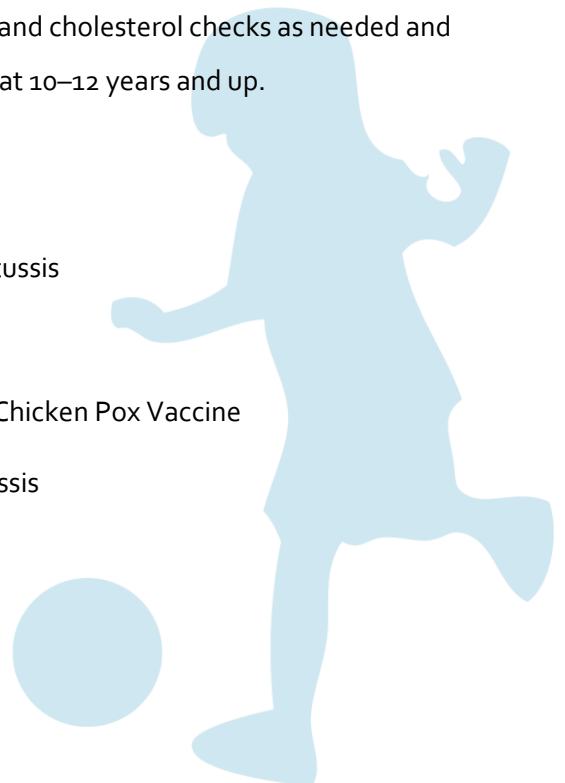 and cholesterol checks as needed and
at 10–12 years and up.
tussis
Chicken Pox Vaccine
ssis